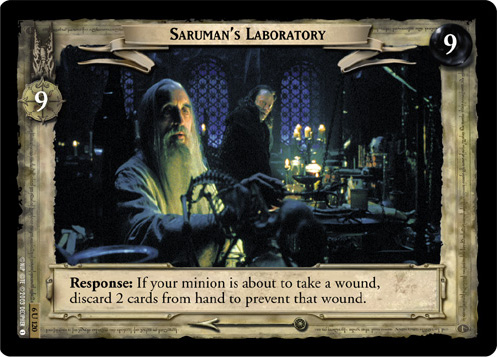 SARUMAN'S LABORATORY
9
9
Response: If your minion is about to take a wound,
discard 2 cards from hand to prevent that wound.